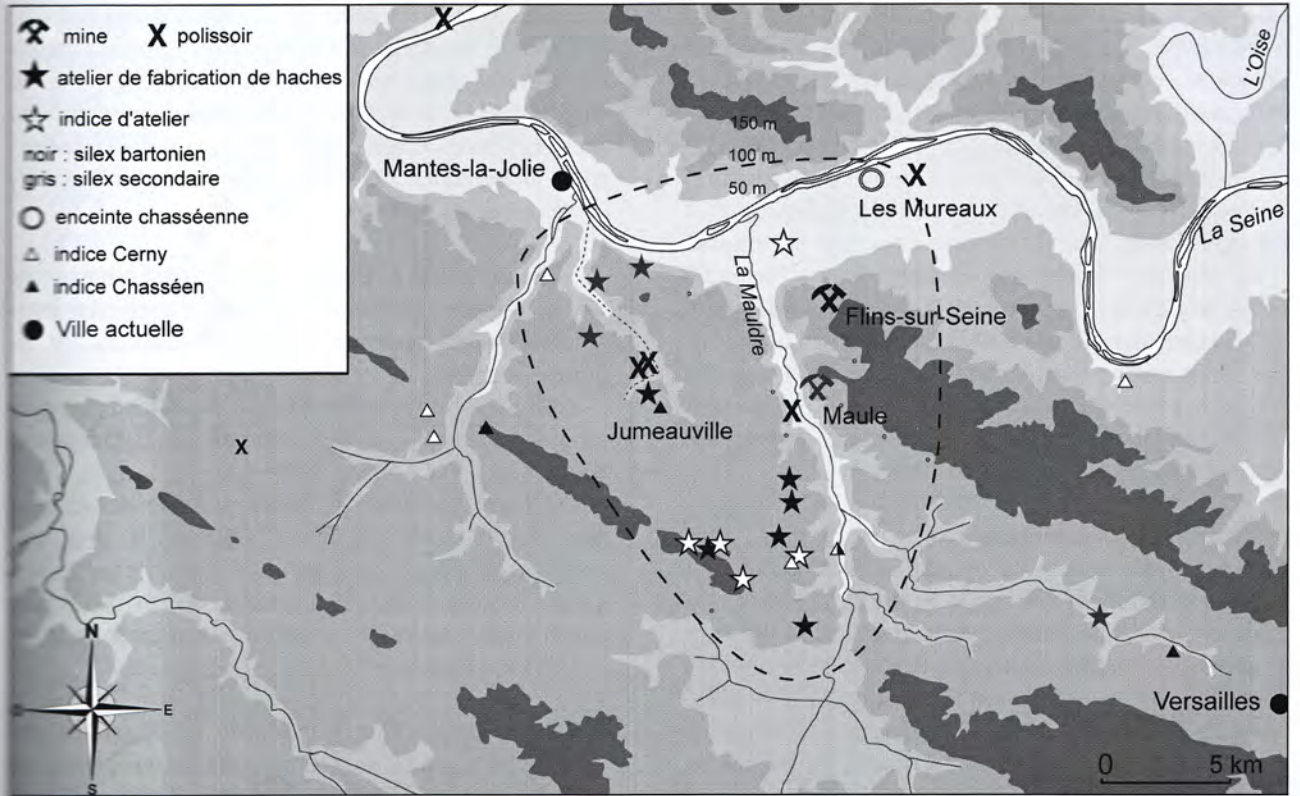 mine X polissoir
atelier de fabrication de haches
indice d'atelier
noir : silex bartonien
gris : silex secondaire
enceinte chasséenne
indice Cerny
indice Chasséen
Ville actuelle
L'Oise
150 m
100 m
50 m
Mantes-la-Jolie
Les Mureaux
La Seine
La Mauldre
Flins-sur-Seine
Maule
Jumeauville
Versailles
N
E
S
0 5 km